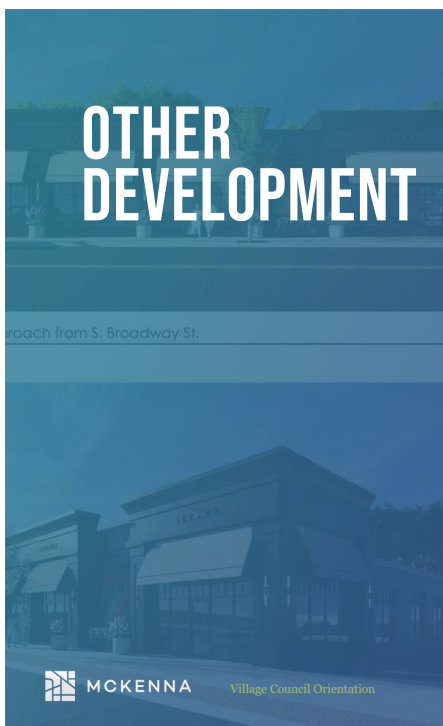 OTHER
DEVELOPMENT
roach from S. Broadway St.
MCKENNA
Village Council Orientation